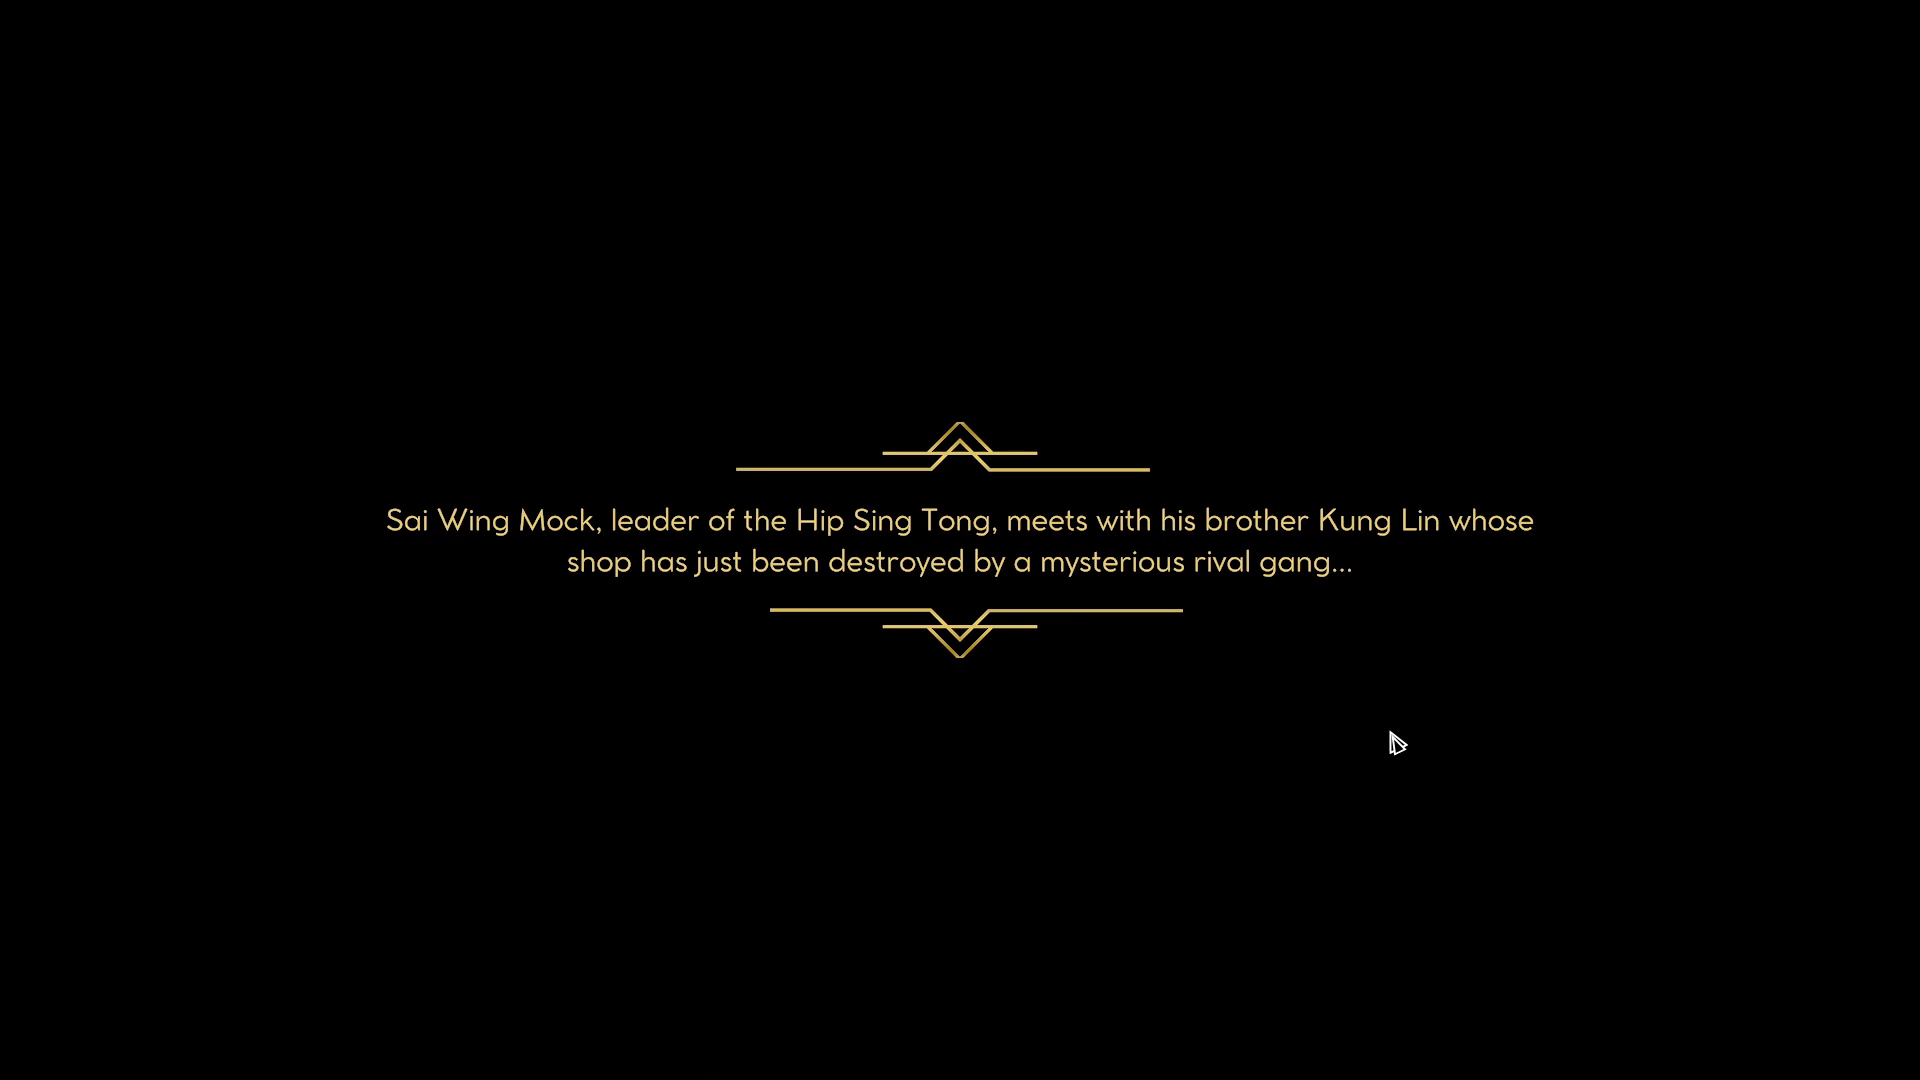 Sai Wing Mock, leader of the Hip Sing Tong, meets with his brother Kung Lin whose
shop has just been destroyed by a mysterious rival gang...